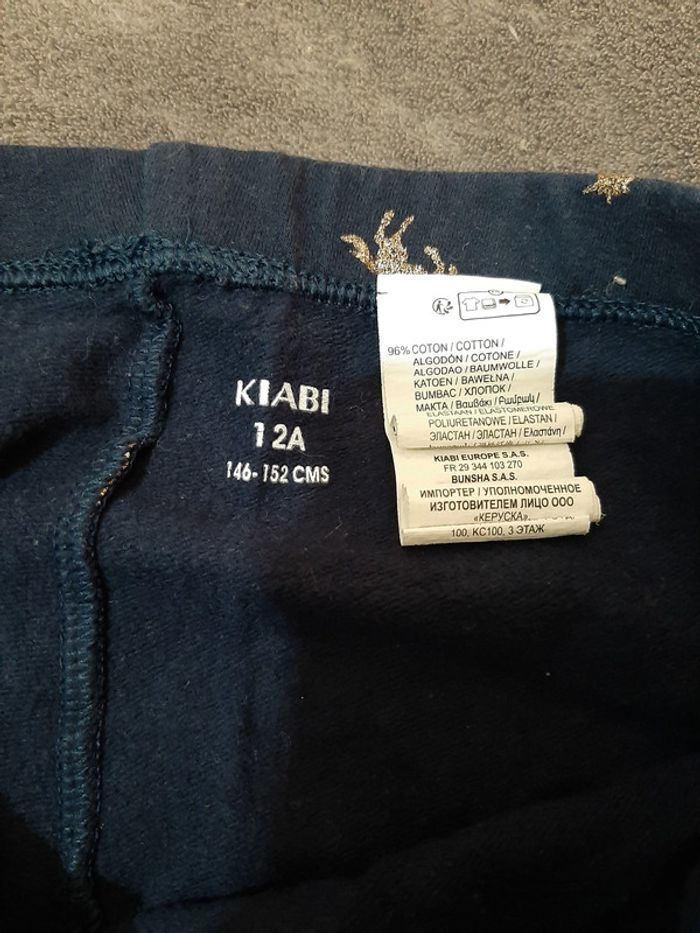 KIABI
12A
146-152 CMS
96% COTON / COTTON /
ALGODÓN / COTONE /
ALGODAO / BAUMWOLLE /
KATOEN / BAWEŁNA /
BUMBAC / ХЛОПОК /
МАКТА / Βαμβάκι / Բամբակ /
ELASTAAN / ELASTOMEROWE
POLIURETANOWE / ELASTAN /
ЭЛАСТАН / ЭЛАСТАН / Ελαστάνη /
KIABI EUROPE S.A.S.
FR 29 344 103 270
BUNSHA S.A.S.
ИМПОРТЕР / УПОЛНОМОЧЕННОЕ
ИЗГОТОВИТЕЛЕМ ЛИЦО ООО
«КЕРУСКА»
100, КС100, 3 ЭТАЖ